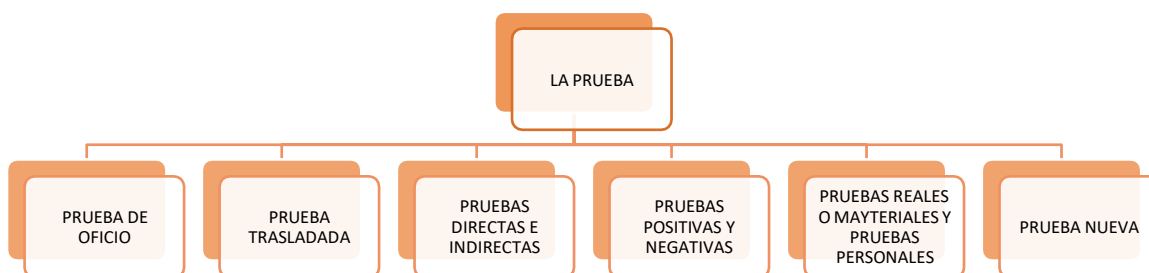 LA PRUEBA
PRUEBA DE
OFICIO
PRUEBA
TRASLADADA
PRUEBAS
DIRECTAS E
INDIRECTAS
PRUEBAS
POSITIVAS Y
NEGATIVAS
PRUEBAS REALES
O MAYTERIALES Y
PRUEBAS
PERSONALES
PRUEBA NUEVA